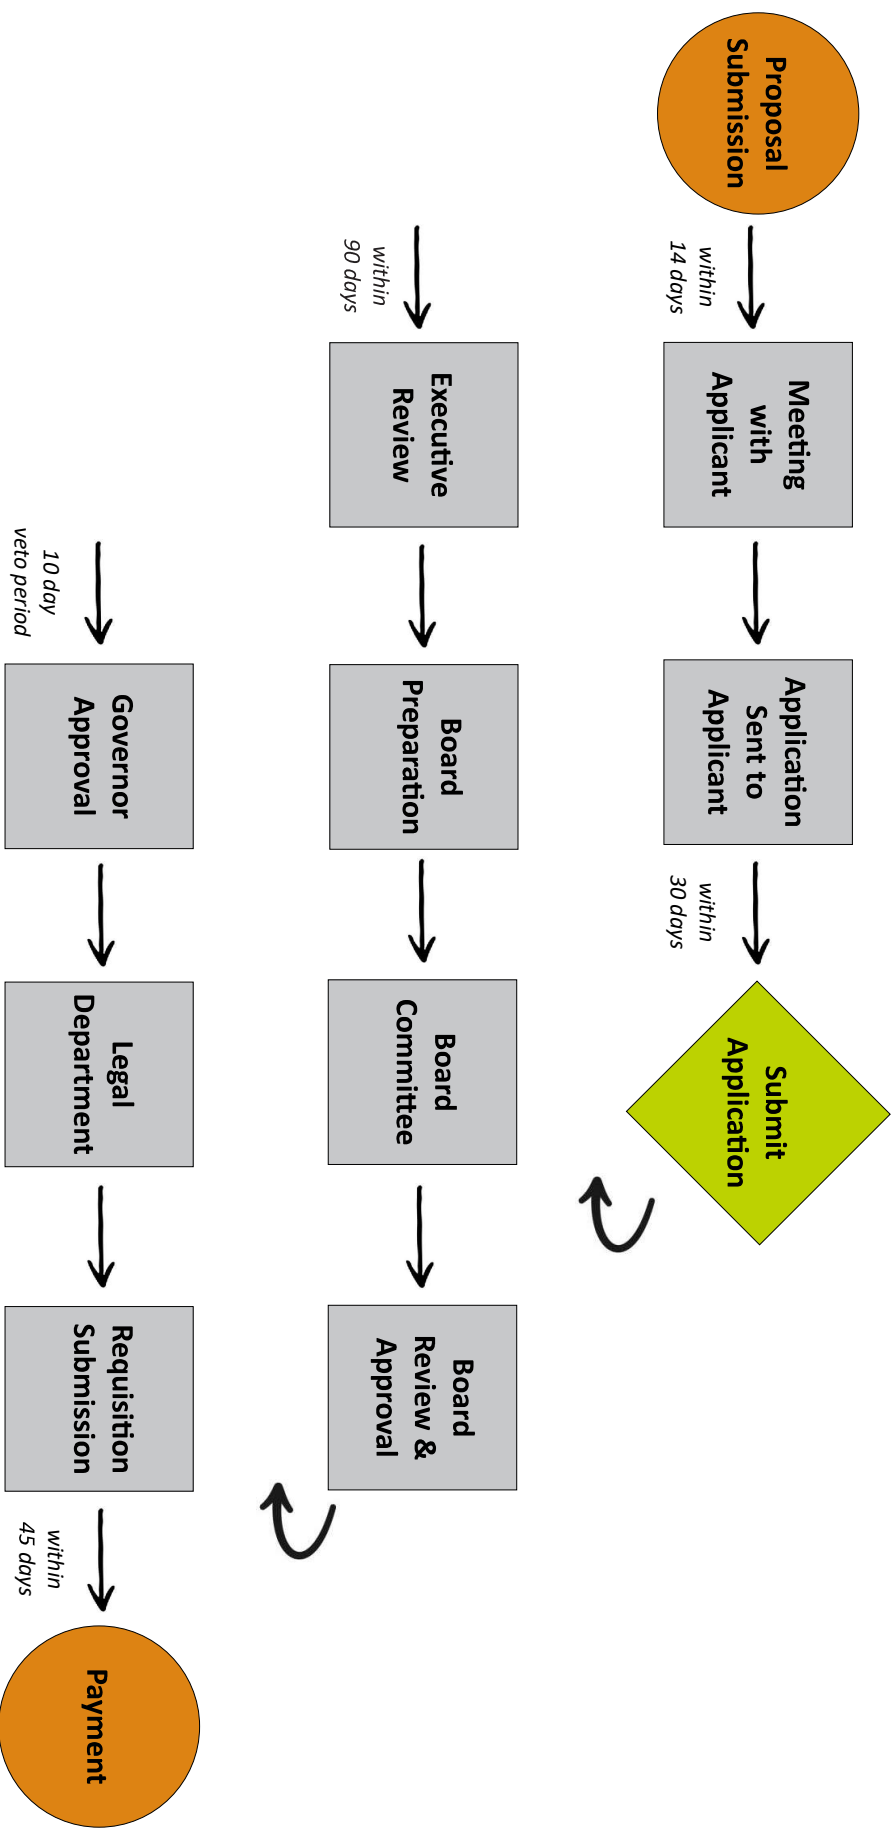 Proposal
Submission
within
14 days
Meeting
with
Applicant
Application
Sent to
Applicant
within
30 days
Submit
Application
within
90 days
Executive
Review
Board
Preparation
Board
Committee
Board
Review &
Approval
10 day
veto period
Governor
Approval
Legal
Department
Requisition
Submission
within
45 days
Payment